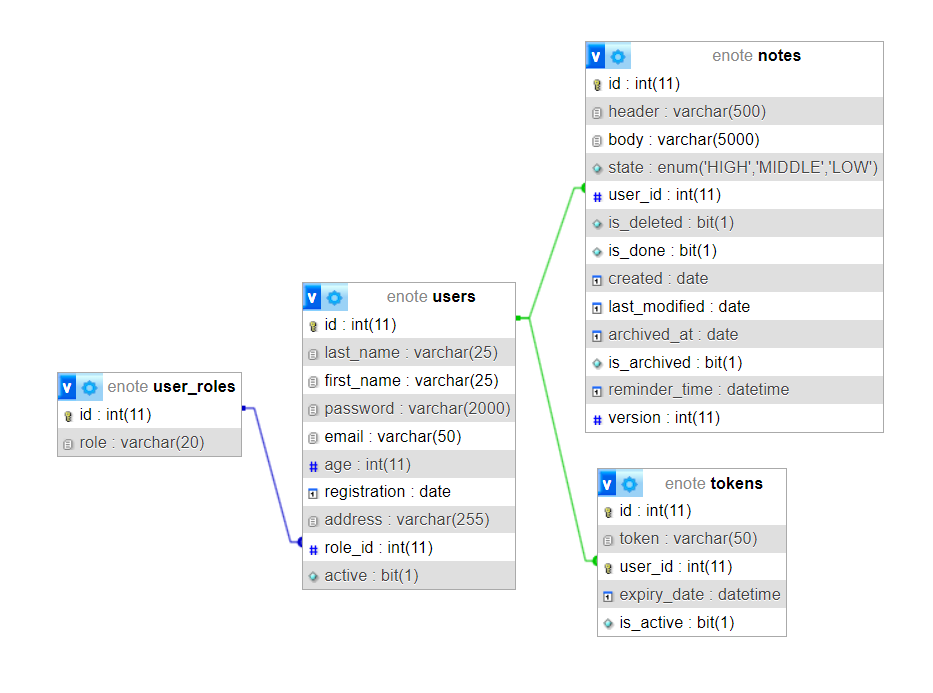 v enote user_roles
id : int(11)
role : varchar(20)
v enote users
id : int(11)
last_name : varchar(25)
first_name : varchar(25)
password : varchar(2000)
email : varchar(50)
# age : int(11)
registration : date
address : varchar(255)
# role_id : int(11)
active : bit(1)
v enote notes
id : int(11)
header : varchar(500)
body : varchar(5000)
state : enum('HIGH','MIDDLE','LOW')
# user_id : int(11)
is_deleted : bit(1)
is_done : bit(1)
created : date
last_modified : date
archived_at : date
is_archived : bit(1)
reminder_time : datetime
# version : int(11)
v enote tokens
id : int(11)
token : varchar(50)
user_id : int(11)
expiry_date : datetime
is_active : bit(1)